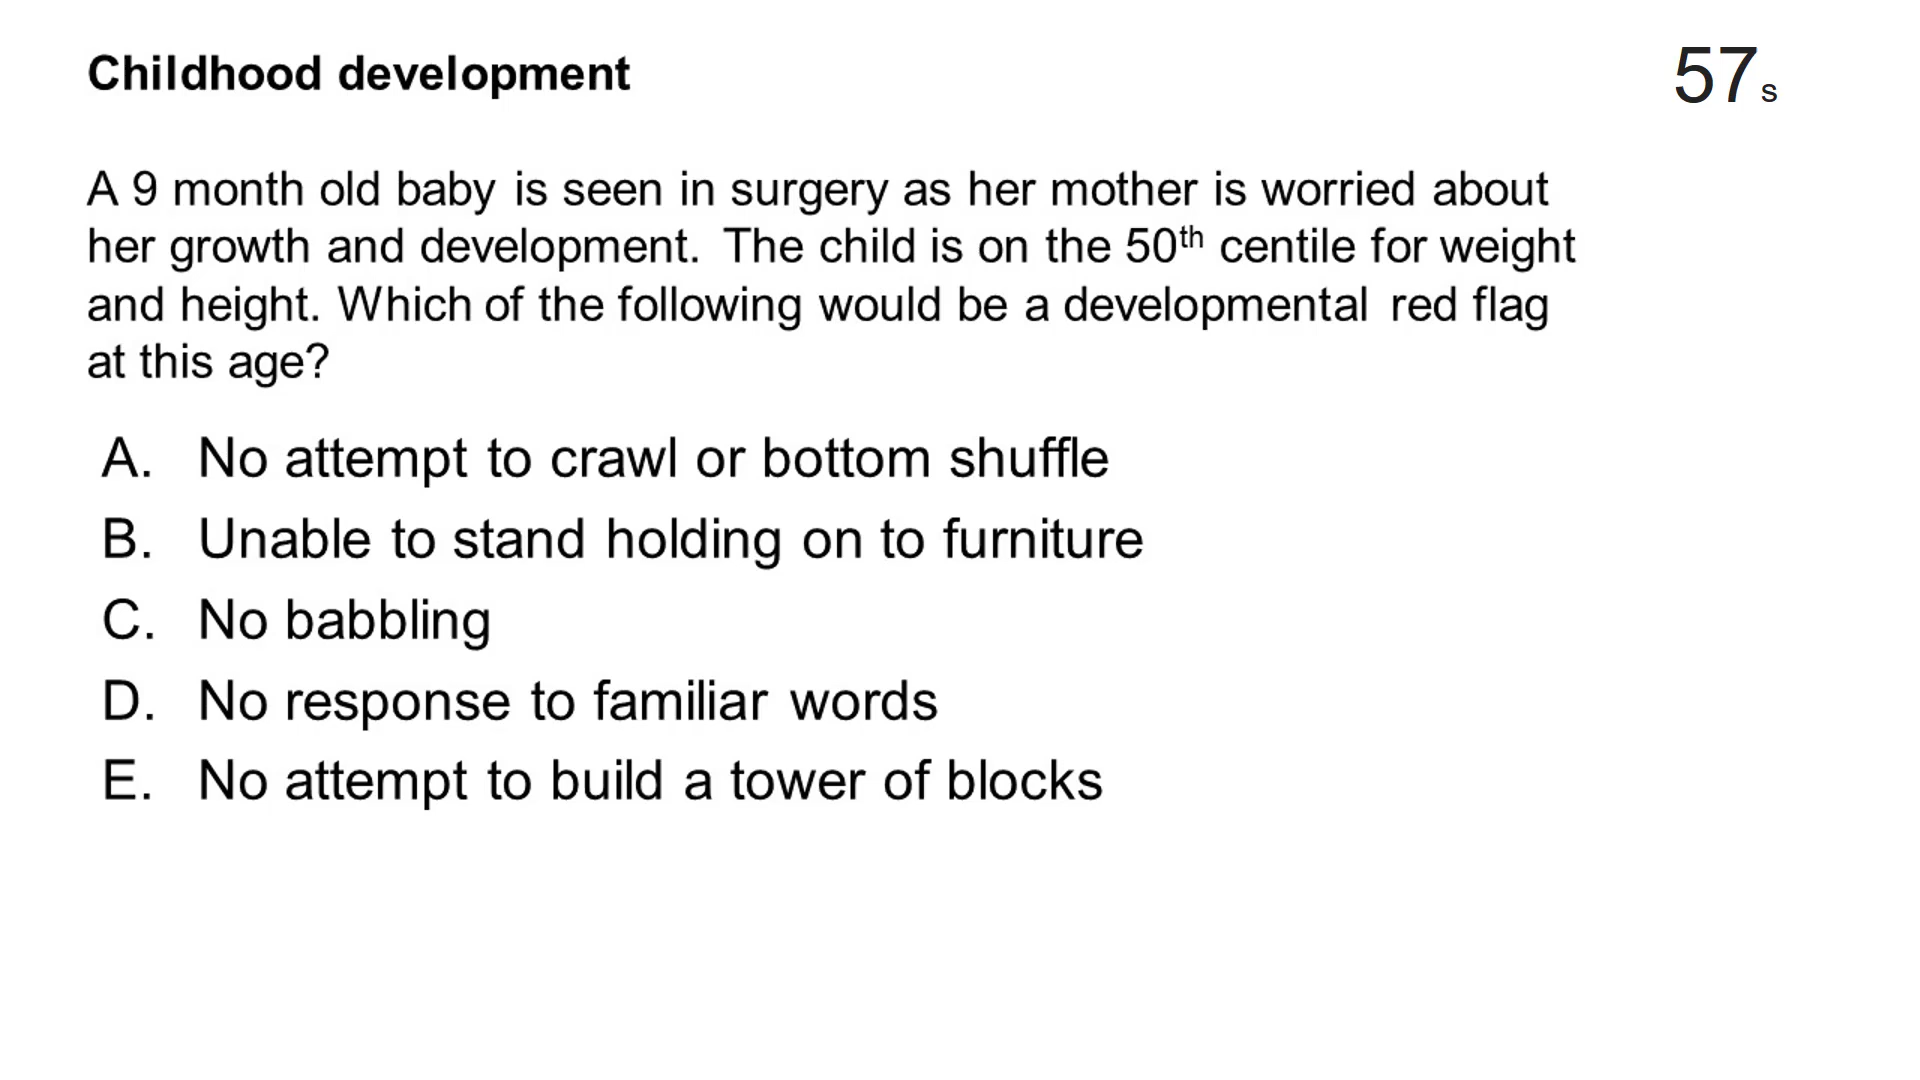 Childhood development
57s
A 9 month old baby is seen in surgery as her mother is worried about
her growth and development. The child is on the 50th centile for weight
and height. Which of the following would be a developmental red flag
at this age?
A. No attempt to crawl or bottom shuffle
B. Unable to stand holding on to furniture
C. No babbling
D. No response to familiar words
E. No attempt to build a tower of blocks